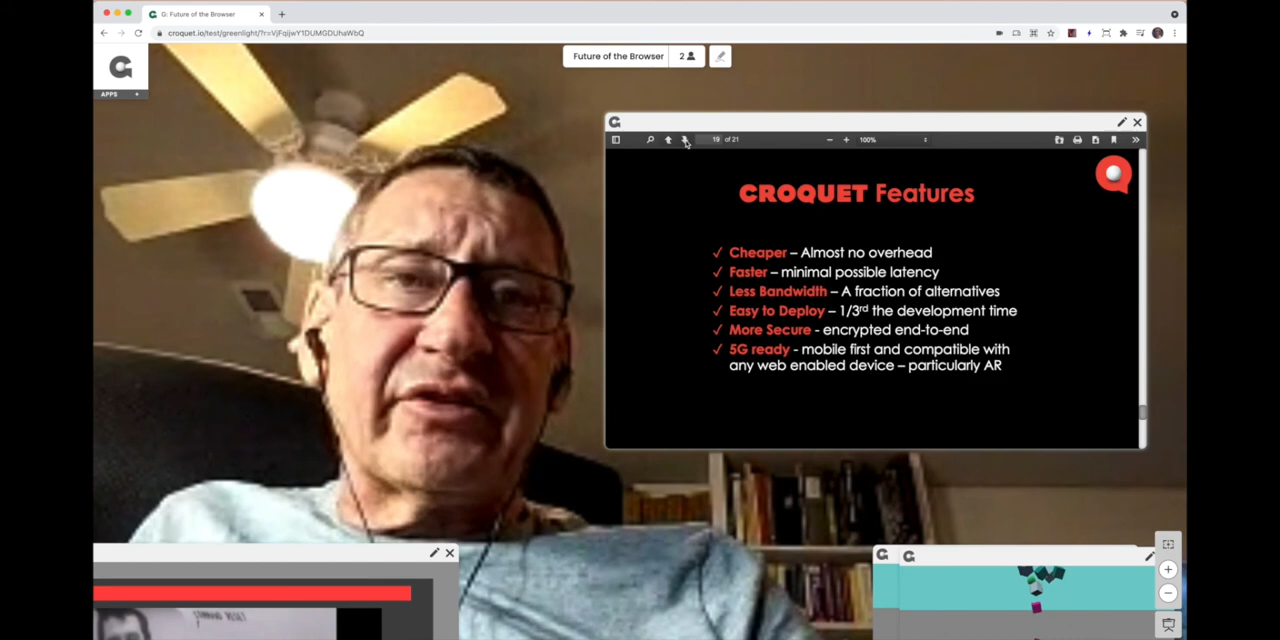 G: Future of the Browser
croquet.io/test/greenlight/?r=VjFqijwY1DUMGDUhaWbQ
APPS +
Future of the Browser 2
19 of 21 100%
CROQUET Features
✓ Cheaper – Almost no overhead
✓ Faster – minimal possible latency
✓ Less Bandwidth – A fraction of alternatives
✓ Easy to Deploy – 1/3rd the development time
✓ More Secure - encrypted end-to-end
✓ 5G ready - mobile first and compatible with
any web enabled device – particularly AR